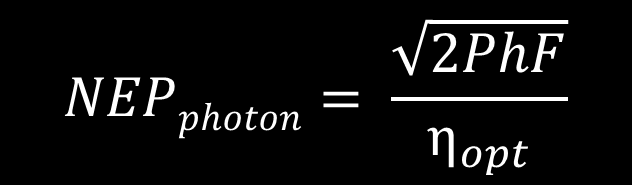 NEP_photon = √(2PhF) / η_opt